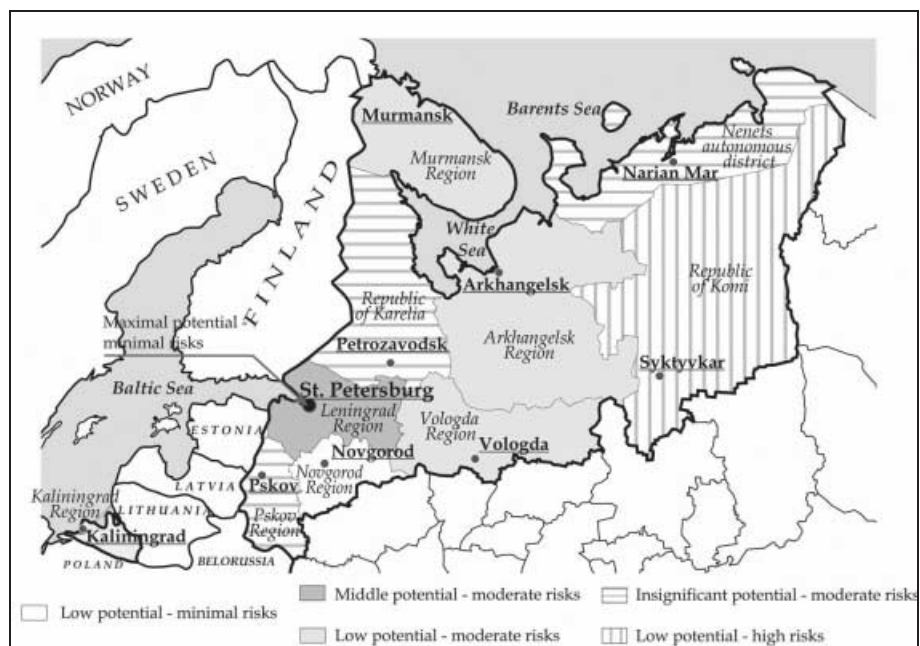 NORWAY
SWEDEN
FINLAND
Murmansk
Murmansk
Region
Barents Sea
Nenets
autonomous
district
Narian Mar
White
Sea
Arkhangelsk
Republic
of Komi
Republic
of Karelia
Maximal potential -
minimal risks
Arkhangelsk
Region
Petrozavodsk
Syktyvkar
Baltic Sea
St. Petersburg
Leningrad
Region
Vologda
Region
ESTONIA
Novgorod
Vologda
Novgorod
Region
LATVIA
Pskov
Kaliningrad
Region
LITHUANIA
Pskov
Region
Kaliningrad
POLAND
BELORUSSIA
Low potential - minimal risks
Middle potential - moderate risks
Insignificant potential - moderate risks
Low potential - moderate risks
Low potential - high risks